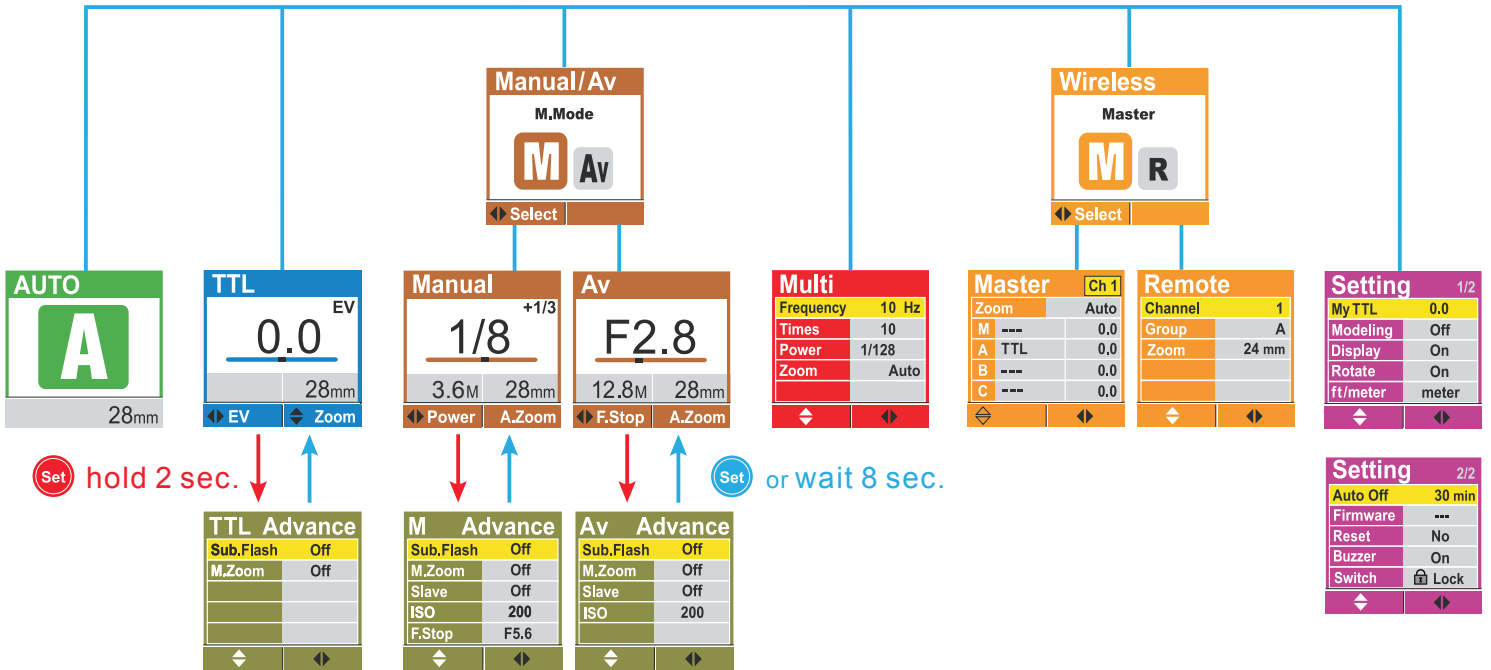 Manual/Av
M.Mode
M Av
Select
Wireless
Master
M R
Select
AUTO
A
28mm
TTL
EV
0.0
28mm
EV Zoom
Manual
+1/3
1/8
3.6M 28mm
Power A.Zoom
Av
F2.8
12.8M 28mm
F.Stop A.Zoom
Multi
Frequency 10 Hz
Times 10
Power 1/128
Zoom Auto
Master Ch 1
Zoom Auto
M --- 0.0
A TTL 0.0
B --- 0.0
C --- 0.0
Remote
Channel 1
Group A
Zoom 24 mm
Setting 1/2
My TTL 0.0
Modeling Off
Display On
Rotate On
ft/meter meter
Set hold 2 sec.
Set or wait 8 sec.
Setting 2/2
Auto Off 30 min
Firmware ---
Reset No
Buzzer On
Switch Lock
TTL Advance
Sub.Flash Off
M.Zoom Off
M Advance
Sub.Flash Off
M.Zoom Off
Slave Off
ISO 200
F.Stop F5.6
Av Advance
Sub.Flash Off
M.Zoom Off
Slave Off
ISO 200